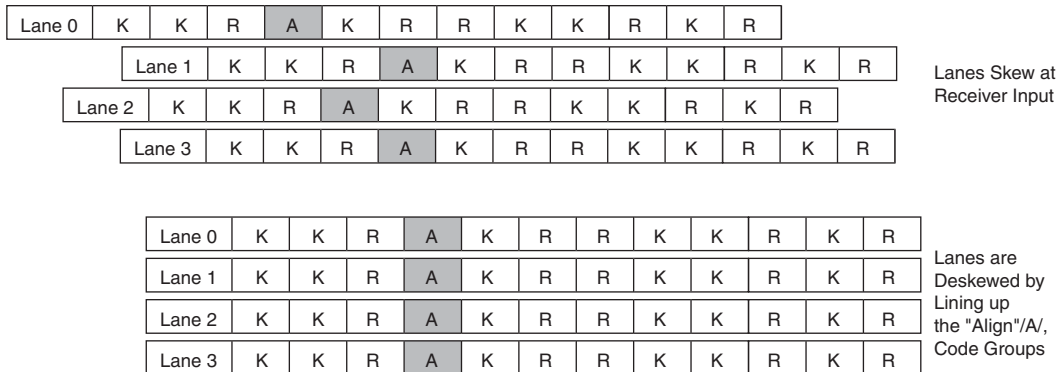 Lane 0 K K R A K R R K K R K R
Lane 1 K K R A K R R K K R K R
Lane 2 K K R A K R R K K R K R
Lane 3 K K R A K R R K K R K R
Lanes Skew at
Receiver Input
Lane 0 K K R A K R R K K R K R
Lane 1 K K R A K R R K K R K R
Lane 2 K K R A K R R K K R K R
Lane 3 K K R A K R R K K R K R
Lanes are
Deskewed by
Lining up
the "Align"/A/,
Code Groups